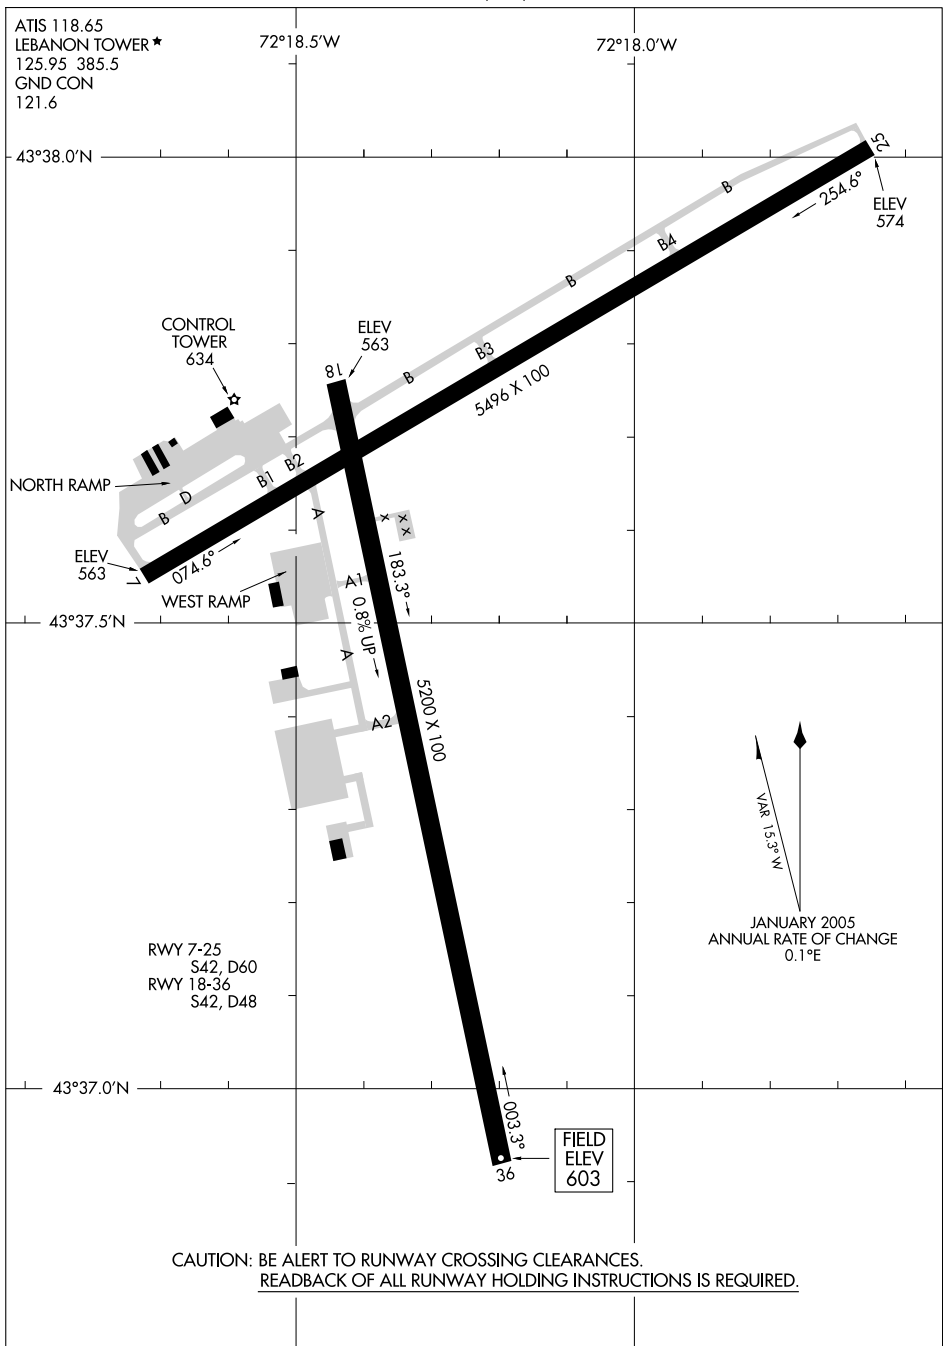 ATIS 118.65
LEBANON TOWER★
125.95 385.5
GND CON
121.6
72°18.5'W
72°18.0'W
43°38.0'N
25
254.6°
ELEV
574
B
B4
B
CONTROL
TOWER
634
ELEV
563
18
B3
B
5496 X 100
B2
B1
NORTH RAMP
D
B
A
X
X
X
ELEV
563
7
074.6°
WEST RAMP
A1
183.3°
0.8% UP
43°37.5'N
A
5200 X 100
A2
VAR 15.3° W
JANUARY 2005
ANNUAL RATE OF CHANGE
0.1°E
RWY 7-25
S42, D60
RWY 18-36
S42, D48
43°37.0'N
003.3°
36
FIELD
ELEV
603
CAUTION: BE ALERT TO RUNWAY CROSSING CLEARANCES.
READBACK OF ALL RUNWAY HOLDING INSTRUCTIONS IS REQUIRED.